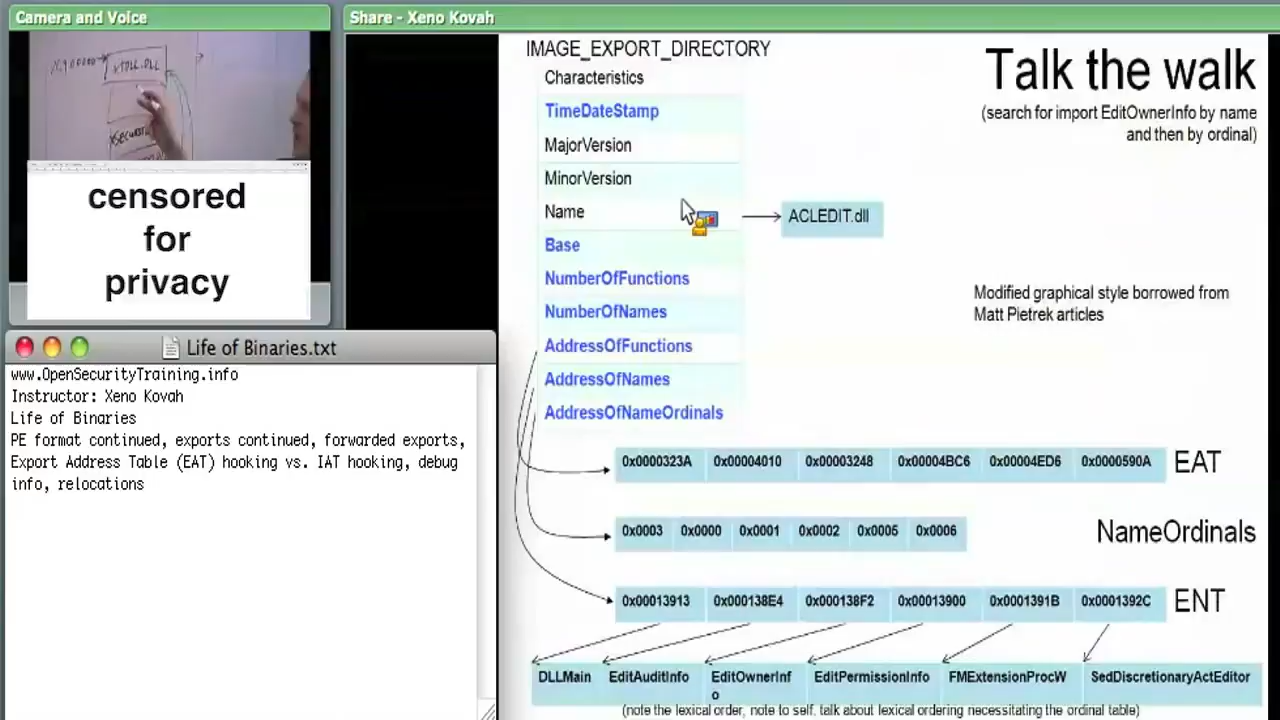 Camera and Voice
censored
for
privacy
Life of Binaries.txt
www.OpenSecurityTraining.info
Instructor: Xeno Kovah
Life of Binaries
PE format continued, exports continued, forwarded exports,
Export Address Table (EAT) hooking vs. IAT hooking, debug
info, relocations
Share - Xeno Kovah
IMAGE_EXPORT_DIRECTORY
Characteristics
TimeDateStamp
MajorVersion
MinorVersion
Name
Base
NumberOfFunctions
NumberOfNames
AddressOfFunctions
AddressOfNames
AddressOfNameOrdinals
ACLEDIT.dll
Talk the walk
(search for import EditOwnerInfo by name
and then by ordinal)
Modified graphical style borrowed from
Matt Pietrek articles
0x0000323A 0x00004010 0x00003248 0x00004BC6 0x00004ED6 0x0000590A EAT
0x0003 0x0000 0x0001 0x0002 0x0005 0x0006 NameOrdinals
0x00013913 0x000138E4 0x000138F2 0x00013900 0x0001391B 0x0001392C ENT
DLLMain EditAuditInfo EditOwnerInf EditPermissionInfo FMExtensionProcW SedDiscretionaryActEditor
o
(note the lexical order, note to self, talk about lexical ordering necessitating the ordinal table)